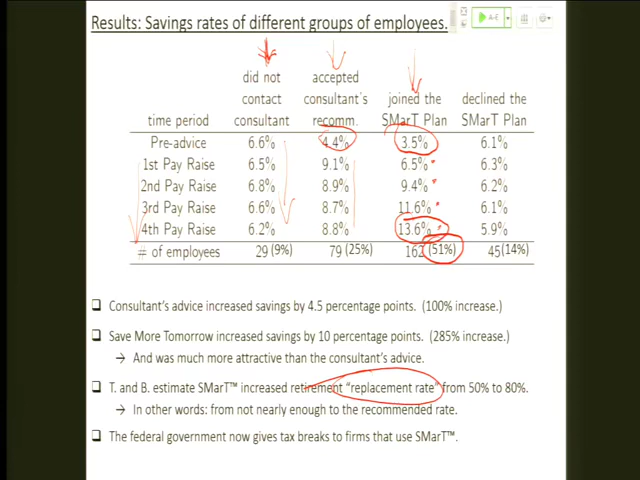 Results: Savings rates of different groups of employees.
did not contact consultant
accepted consultant's recomm.
joined the SMarT Plan
declined the SMarT Plan
time period
Pre-advice 6.6% 4.4% 3.5% 6.1%
1st Pay Raise 6.5% 9.1% 6.5% 6.3%
2nd Pay Raise 6.8% 8.9% 9.4% 6.2%
3rd Pay Raise 6.6% 8.7% 11.6% 6.1%
4th Pay Raise 6.2% 8.8% 13.6% 5.9%
# of employees 29 (9%) 79 (25%) 162 (51%) 45 (14%)
❑ Consultant's advice increased savings by 4.5 percentage points. (100% increase.)
❑ Save More Tomorrow increased savings by 10 percentage points. (285% increase.)
→ And was much more attractive than the consultant's advice.
❑ T. and B. estimate SMarT™ increased retirement "replacement rate" from 50% to 80%.
→ In other words: from not nearly enough to the recommended rate.
❑ The federal government now gives tax breaks to firms that use SMarT™.